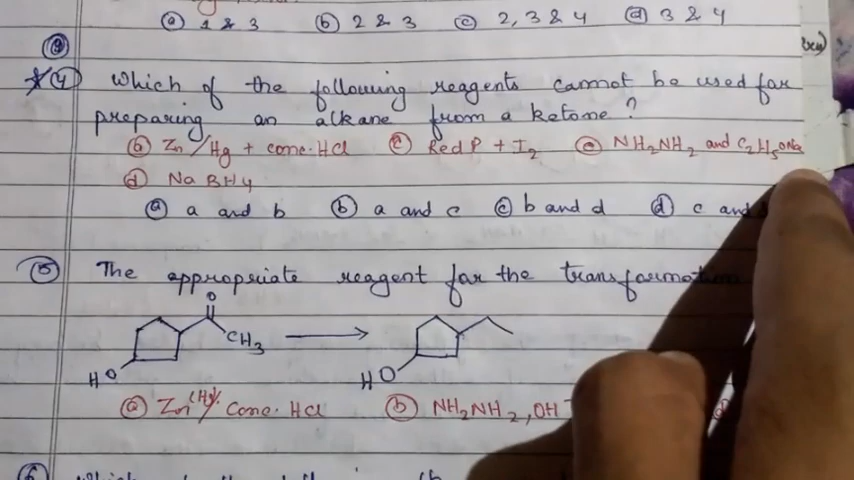 ⓐ 1 & 3 ⓑ 2 & 3 ⓒ 2, 3 & 4 ⓓ 3 & 4
④ Which of the following reagents cannot be used for
preparing an alkane from a ketone?
ⓑ Zn/Hg + conc. HCl ⓒ Red P + I₂ NH₂NH₂ and C₂H₅ONa
ⓓ NaBH₄
ⓐ a and b ⓑ a and c ⓒ b and d ⓓ c and
⑤ The appropriate reagent for the transformation
O
CH₃
HO HO
ⓐ Zn(Hg), Conc. HCl ⓑ NH₂NH₂, OH⁻